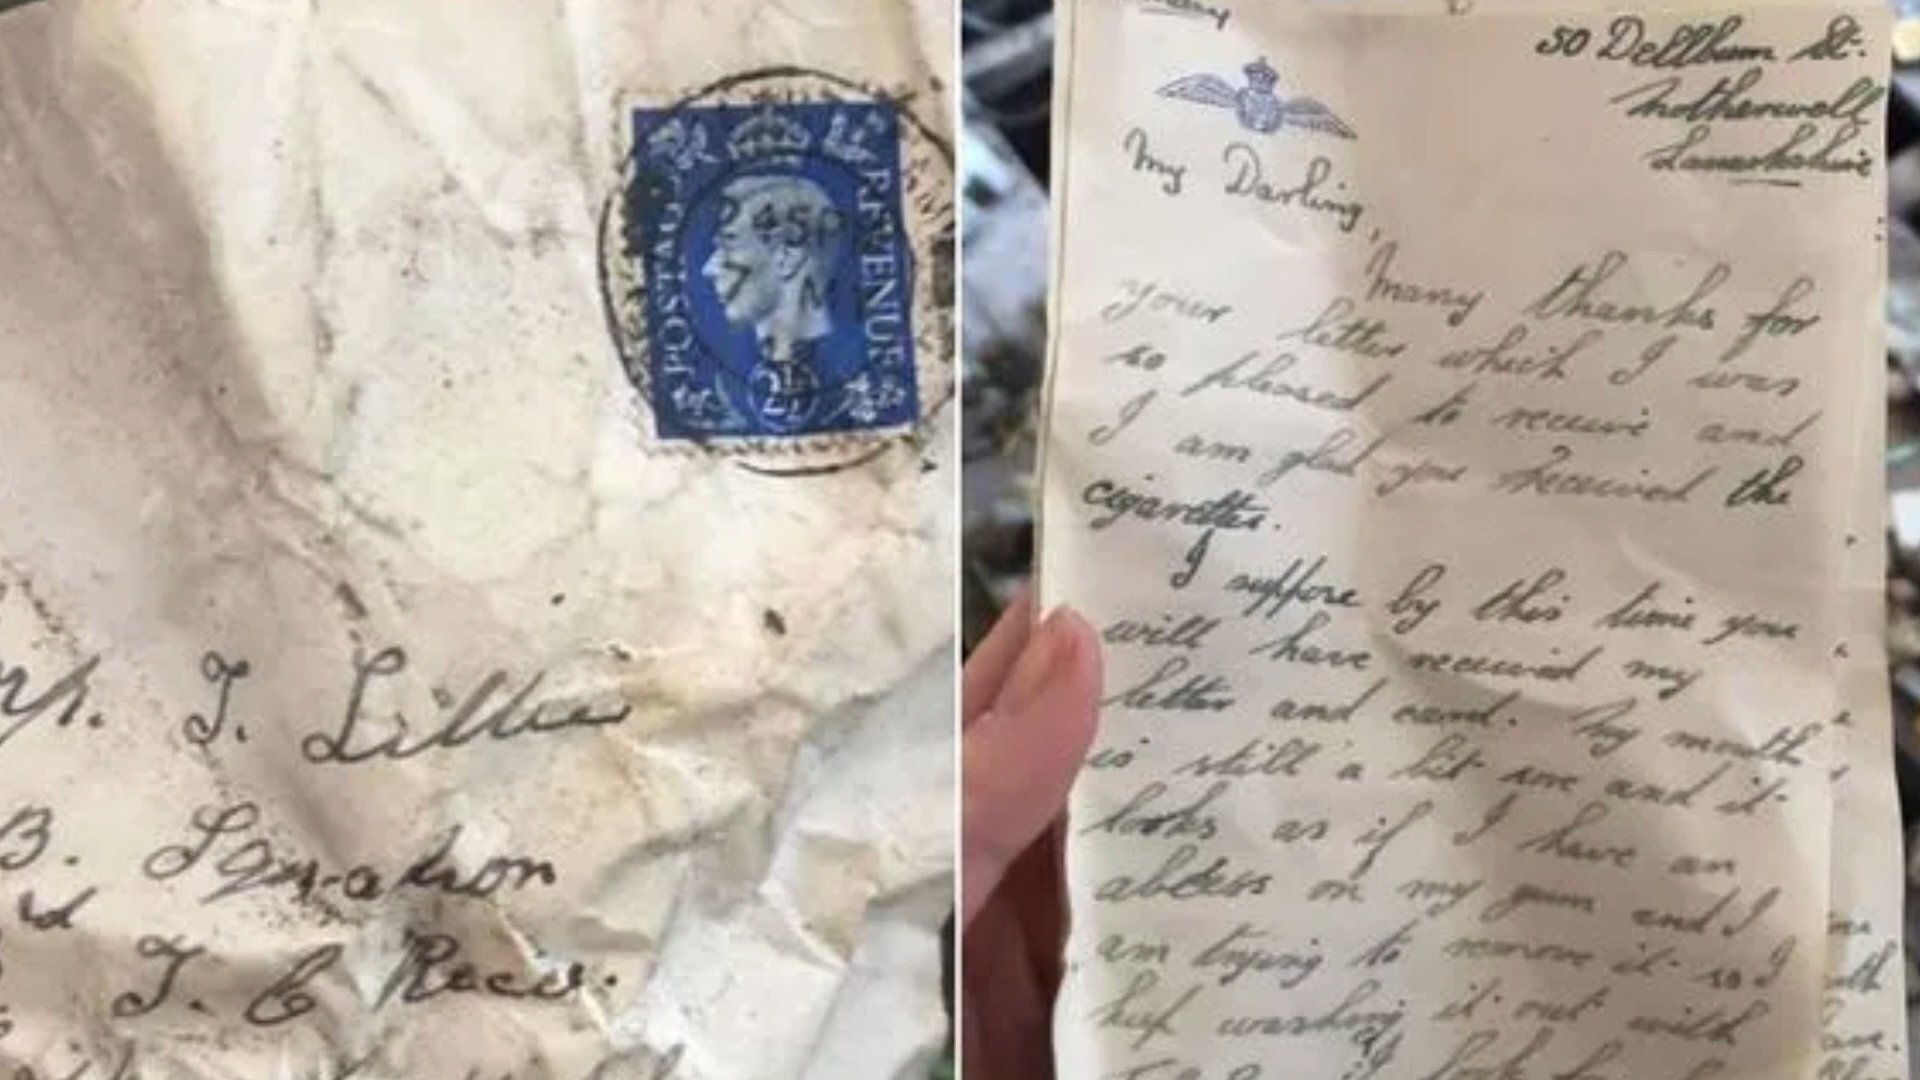 POSTAGE
REVENUE
2½
T. Lillie
B. Squadron
T. C Recce.
50 Dellburn St.
Motherwell
Lanarkshire
My Darling,
Many thanks for
your letter which I was
so pleased to receive and
I am glad you received the
cigarettes.
I suppose by this time you
will have received my
letter and card. My mouth
is still a bit sore and it
looks as if I have an
abcess on my gum and I
am trying to remove it so I
keep washing it out with